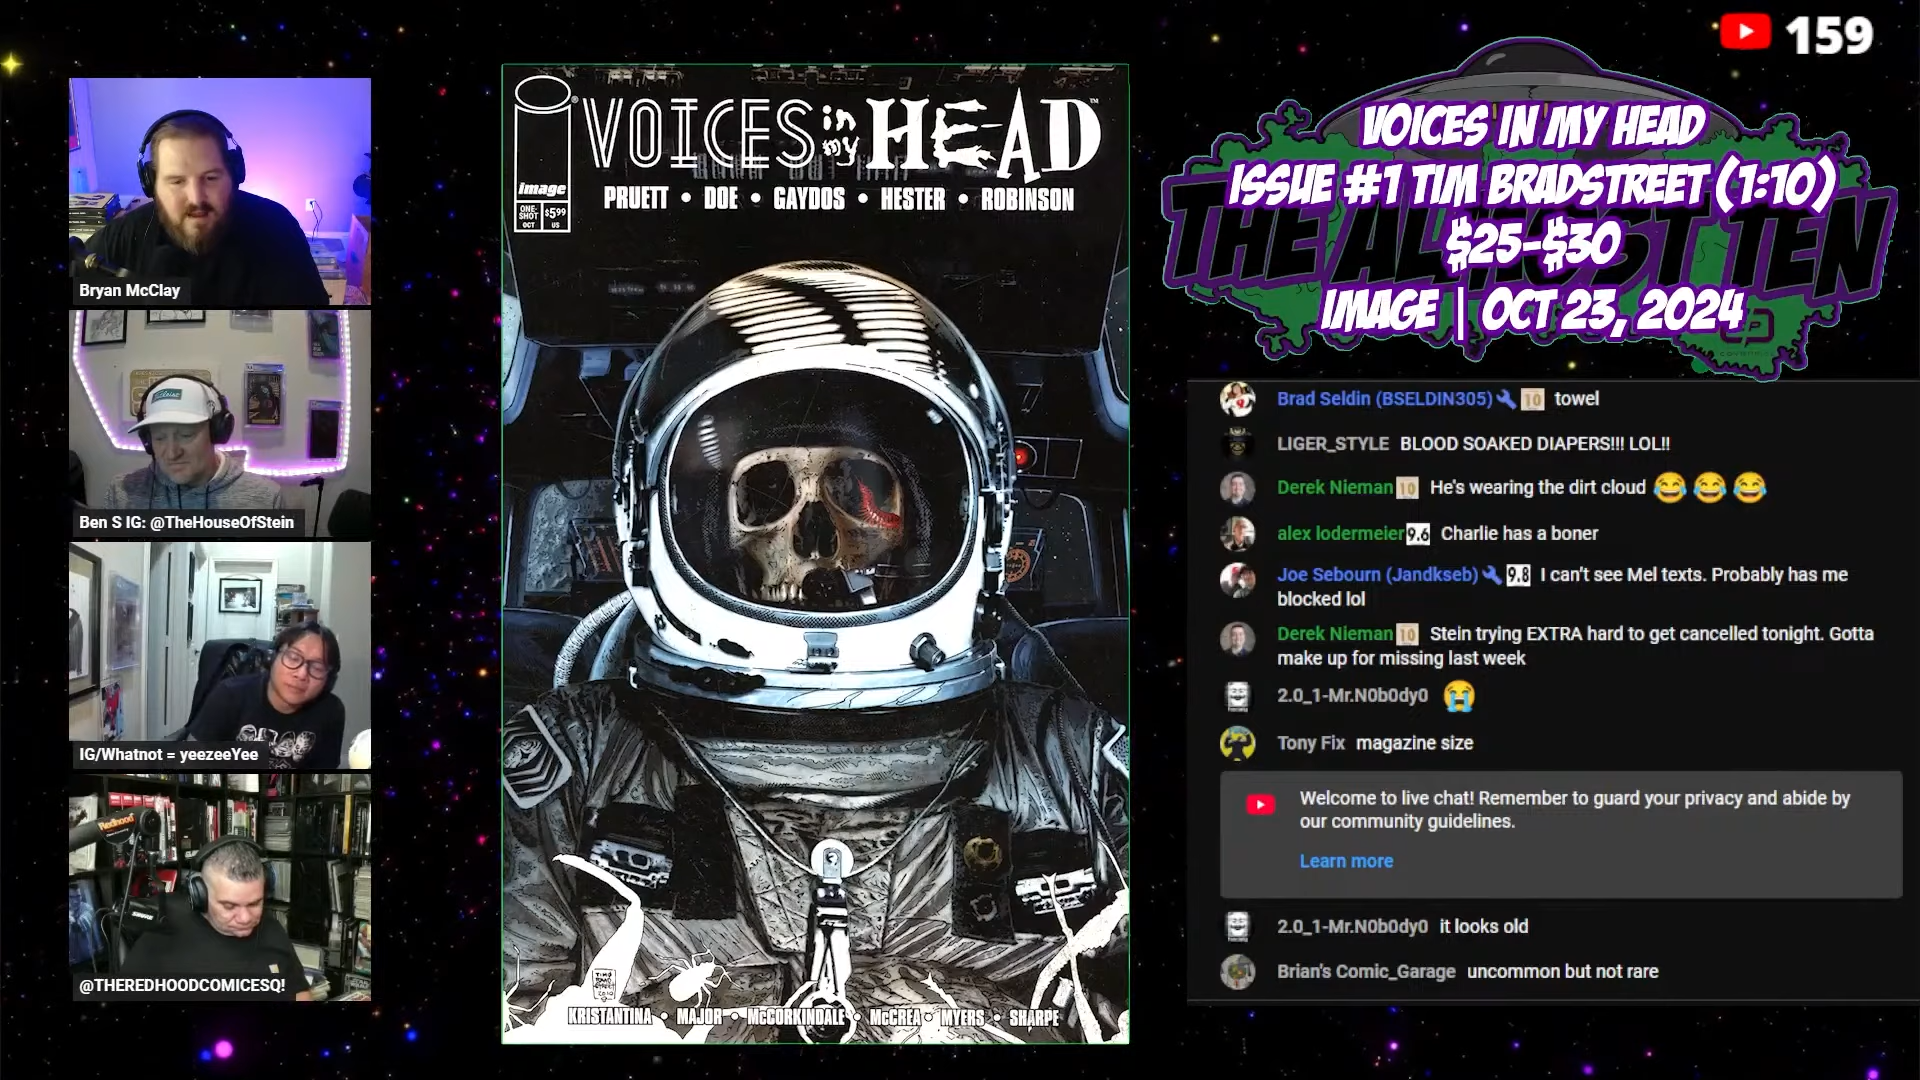 159
VOICES IN MY HEAD
ISSUE #1 TIM BRADSTREET (1:10)
$25-$30
IMAGE | OCT 23, 2024
THE ALMOST TEN
VOICES in my HEAD™
image
PRUETT • DOE • GAYDOS • HESTER • ROBINSON
ONE-SHOT OCT
$5.99 US
KRISTANTINA • MAJOR • McCORKINDALE • McCREA • MYERS • SHARPE
Bryan McClay
Titleist
Ben S IG: @TheHouseOfStein
IG/Whatnot = yeezeeYee
Redhood
@THEREDHOODCOMICESQ!
Brad Seldin (BSELDIN305) 10 towel
LIGER_STYLE BLOOD SOAKED DIAPERS!!! LOL!!
Derek Nieman 10 He's wearing the dirt cloud 😂😂😂
alex lodermeier 9.6 Charlie has a boner
Joe Sebourn (Jandkseb) 9.8 I can't see Mel texts. Probably has me
blocked lol
Derek Nieman 10 Stein trying EXTRA hard to get cancelled tonight. Gotta
make up for missing last week
2.0_1-Mr.N0b0dy0 😭
Tony Fix magazine size
Welcome to live chat! Remember to guard your privacy and abide by
our community guidelines.
Learn more
2.0_1-Mr.N0b0dy0 it looks old
Brian's Comic_Garage uncommon but not rare